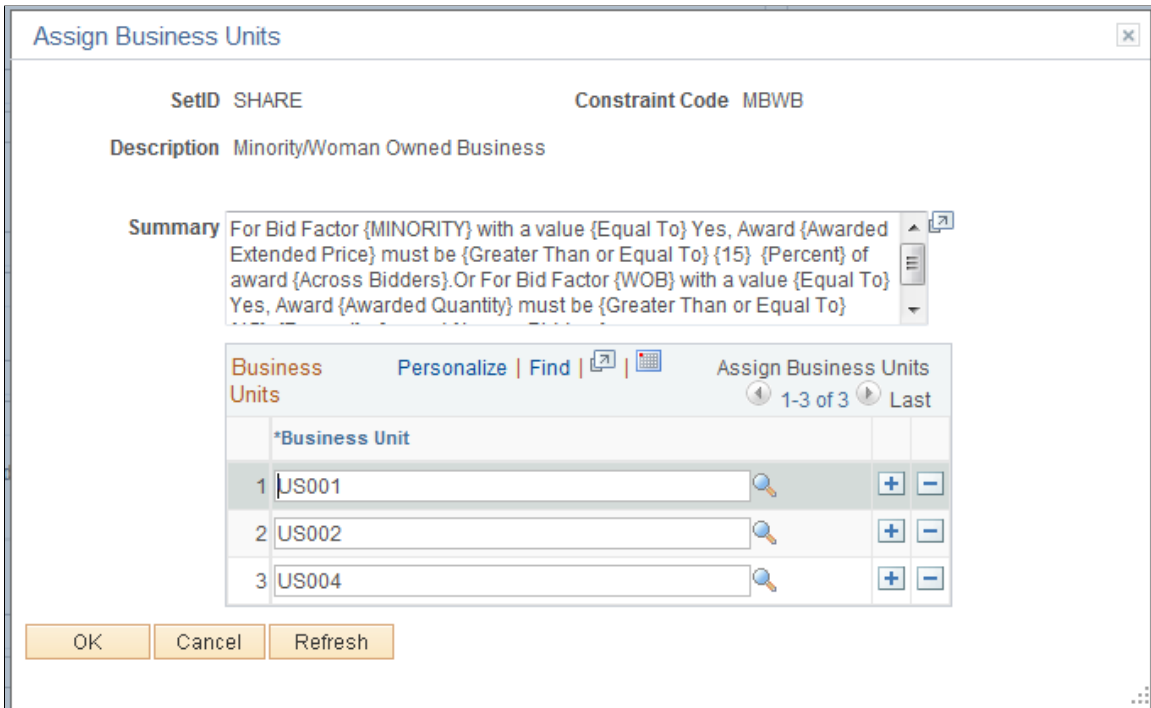 Assign Business Units
SetID SHARE Constraint Code MBWB
Description Minority/Woman Owned Business
Summary For Bid Factor {MINORITY} with a value {Equal To} Yes, Award {Awarded
Extended Price} must be {Greater Than or Equal To} {15} {Percent} of
award {Across Bidders}.Or For Bid Factor {WOB} with a value {Equal To}
Yes, Award {Awarded Quantity} must be {Greater Than or Equal To}
Business Units Personalize | Find | | Assign Business Units
1-3 of 3 Last
*Business Unit
1 US001
2 US002
3 US004
OK Cancel Refresh